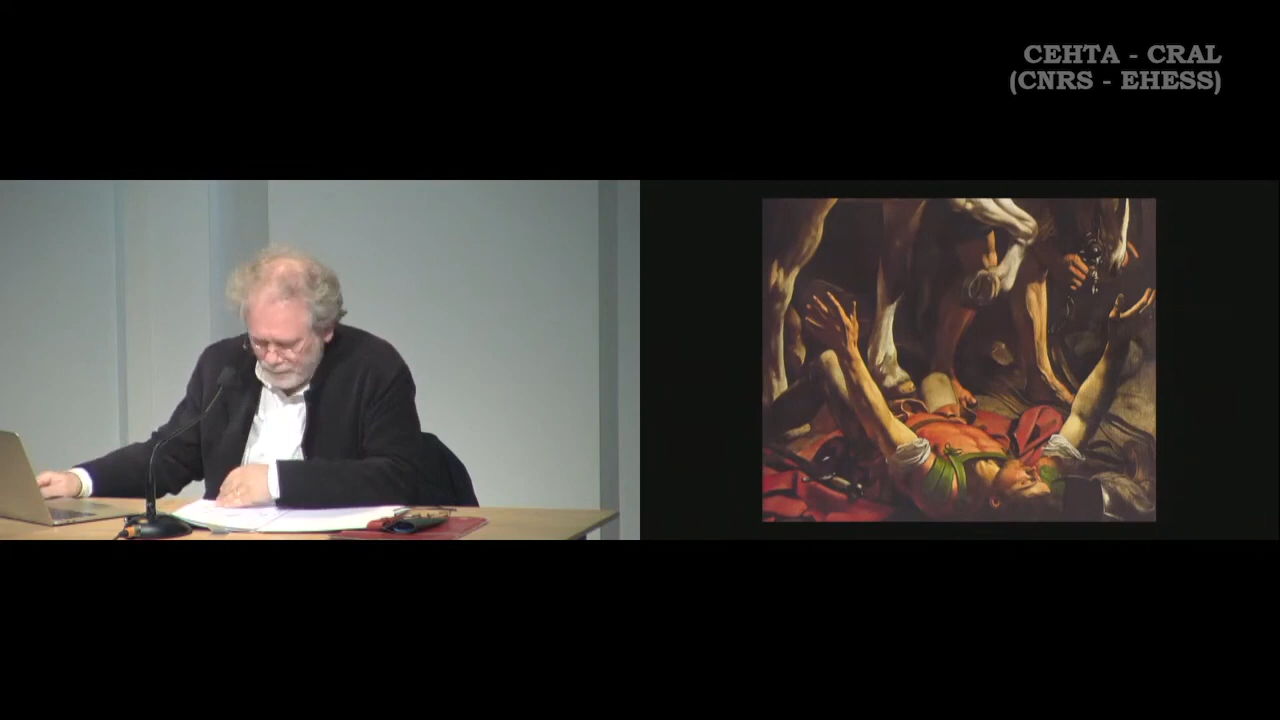 CEHTA - CRAL
(CNRS - EHESS)